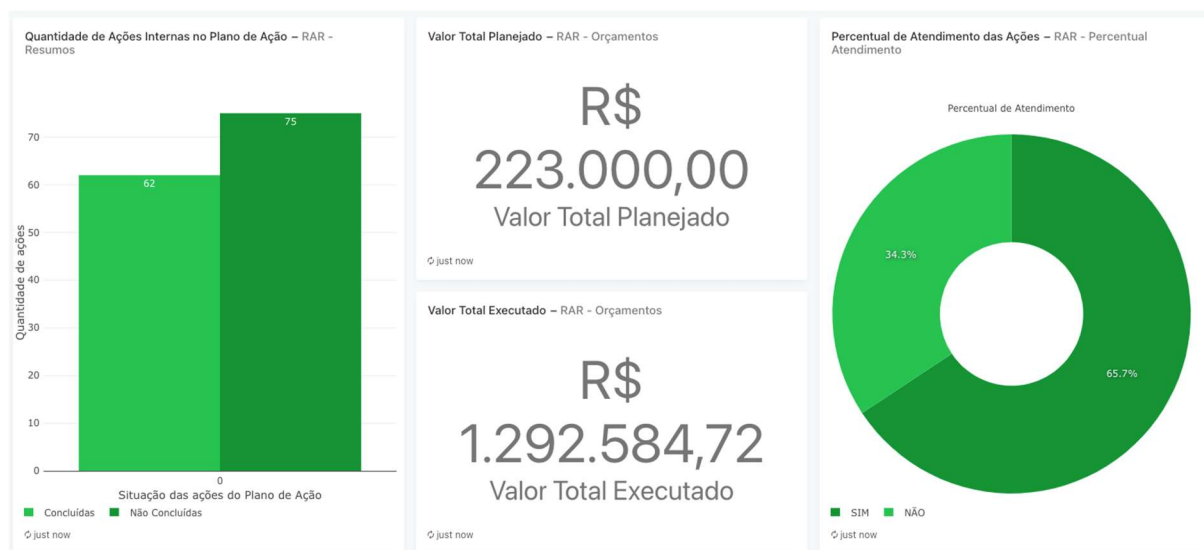 Quantidade de Ações Internas no Plano de Ação – RAR -
Resumos
75
62
70
60
50
40
30
20
10
0
Quantidade de ações
0
Situação das ações do Plano de Ação
Concluídas
Não Concluídas
just now
Valor Total Planejado – RAR - Orçamentos
R$
223.000,00
Valor Total Planejado
just now
Valor Total Executado – RAR - Orçamentos
R$
1.292.584,72
Valor Total Executado
just now
Percentual de Atendimento das Ações – RAR - Percentual
Atendimento
Percentual de Atendimento
34.3%
65.7%
SIM
NÃO
just now